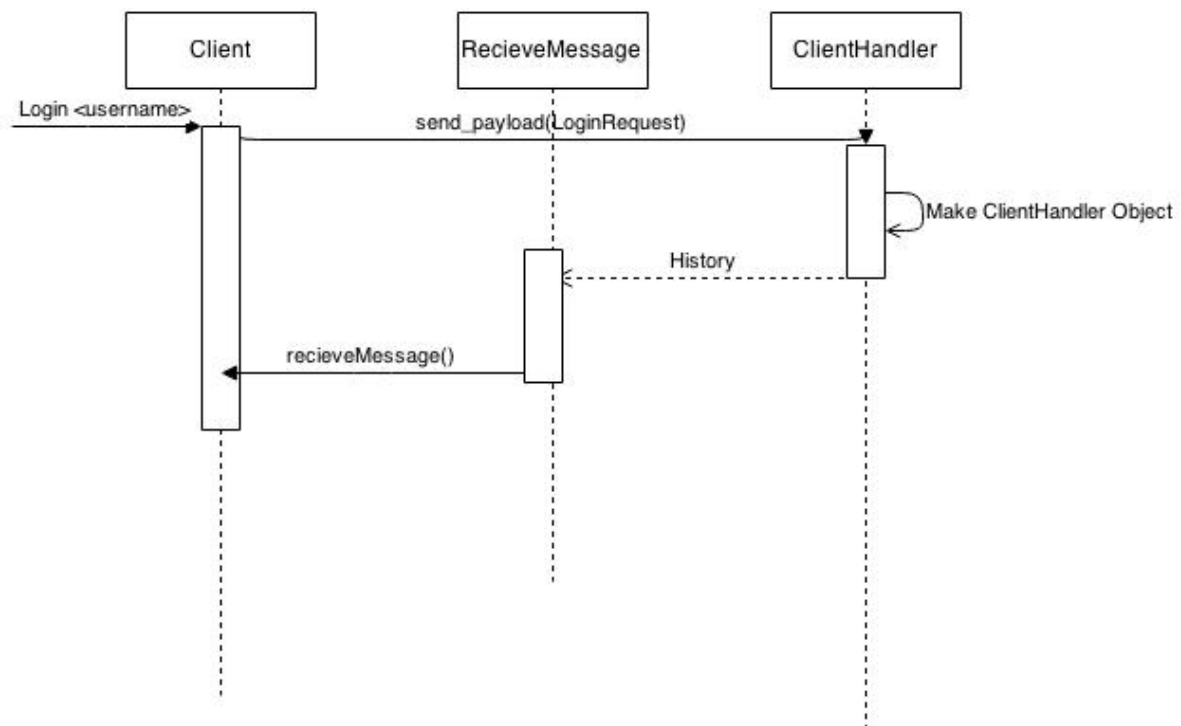 Client
RecieveMessage
ClientHandler
Login <username>
send_payload(LoginRequest)
Make ClientHandler Object
History
recieveMessage()